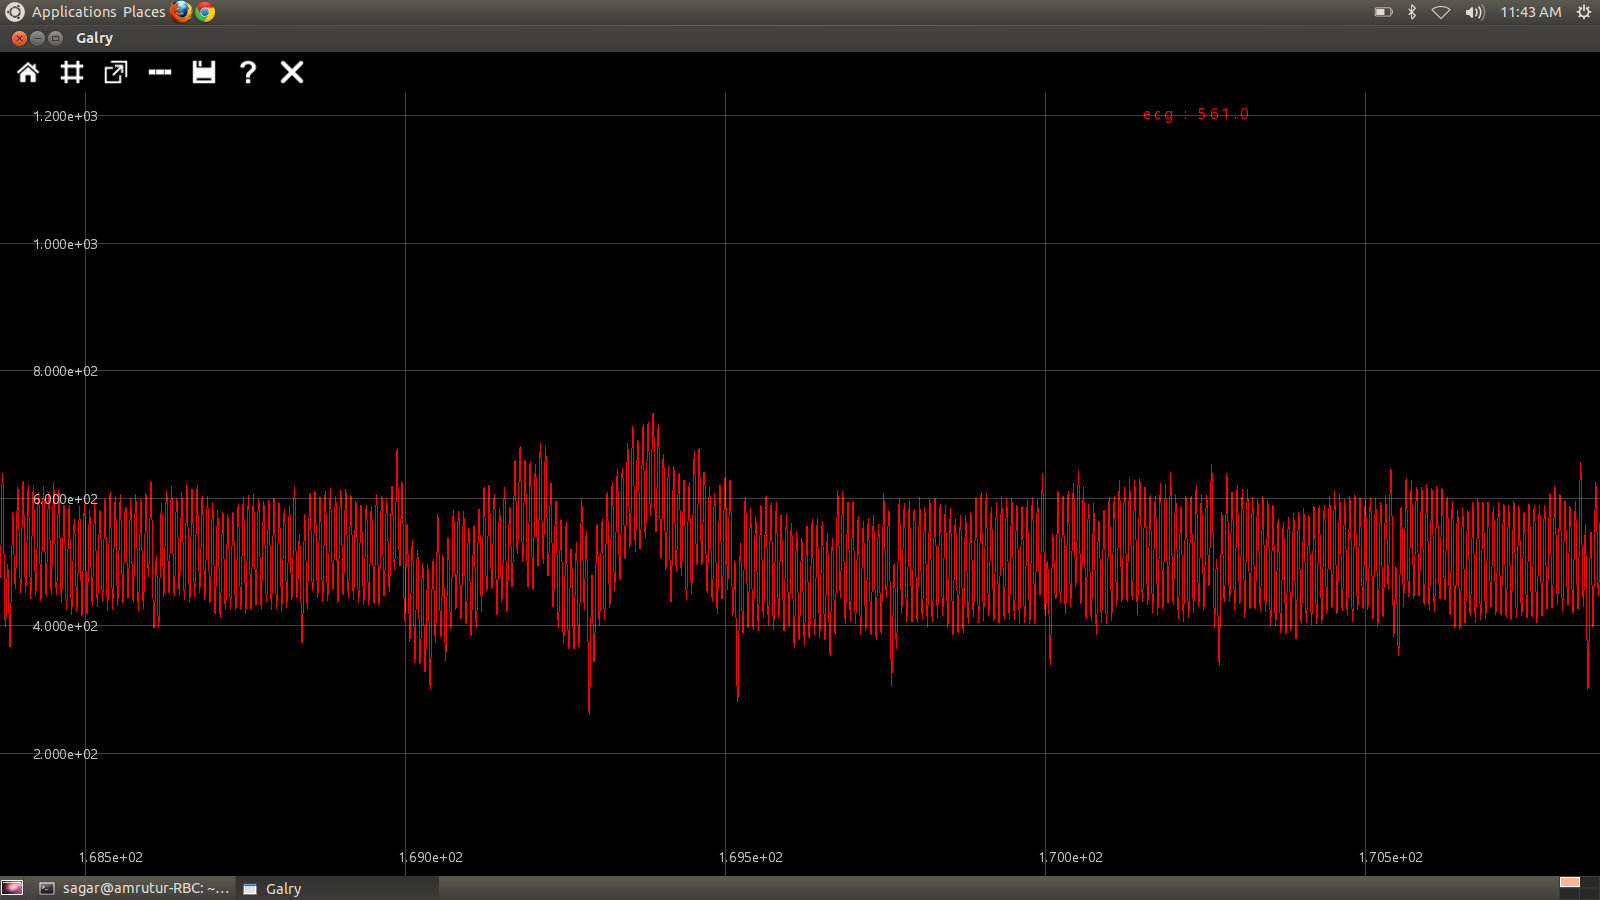 Applications Places 11:43 AM
Galry
?
1.200e+03
ecg : 561.0
1.000e+03
8.000e+02
6.000e+02
4.000e+02
2.000e+02
1.685e+02 1.690e+02 1.695e+02 1.700e+02 1.705e+02
sagar@amrutur-RBC: ~... Galry